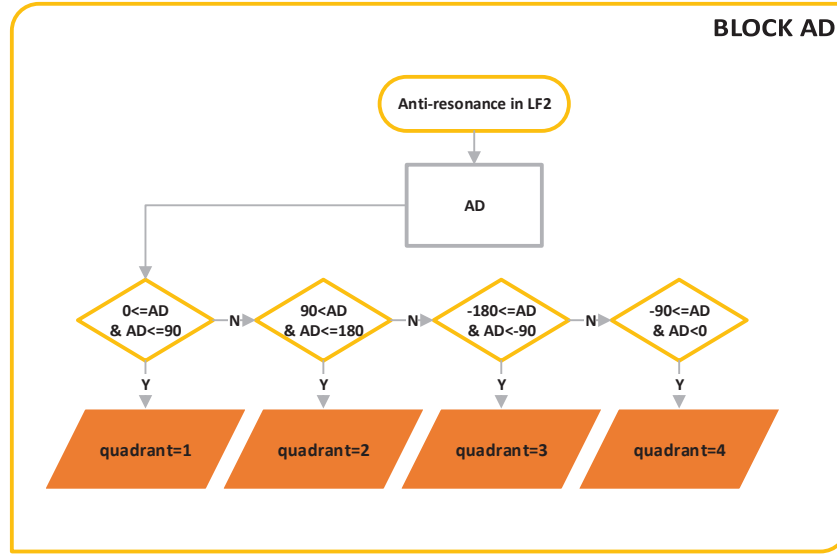 BLOCK AD
Anti-resonance in LF2
AD
0<=AD
& AD<=90
N
90<AD
& AD<=180
N
-180<=AD
& AD<-90
N
-90<=AD
& AD<0
Y
Y
Y
Y
quadrant=1
quadrant=2
quadrant=3
quadrant=4